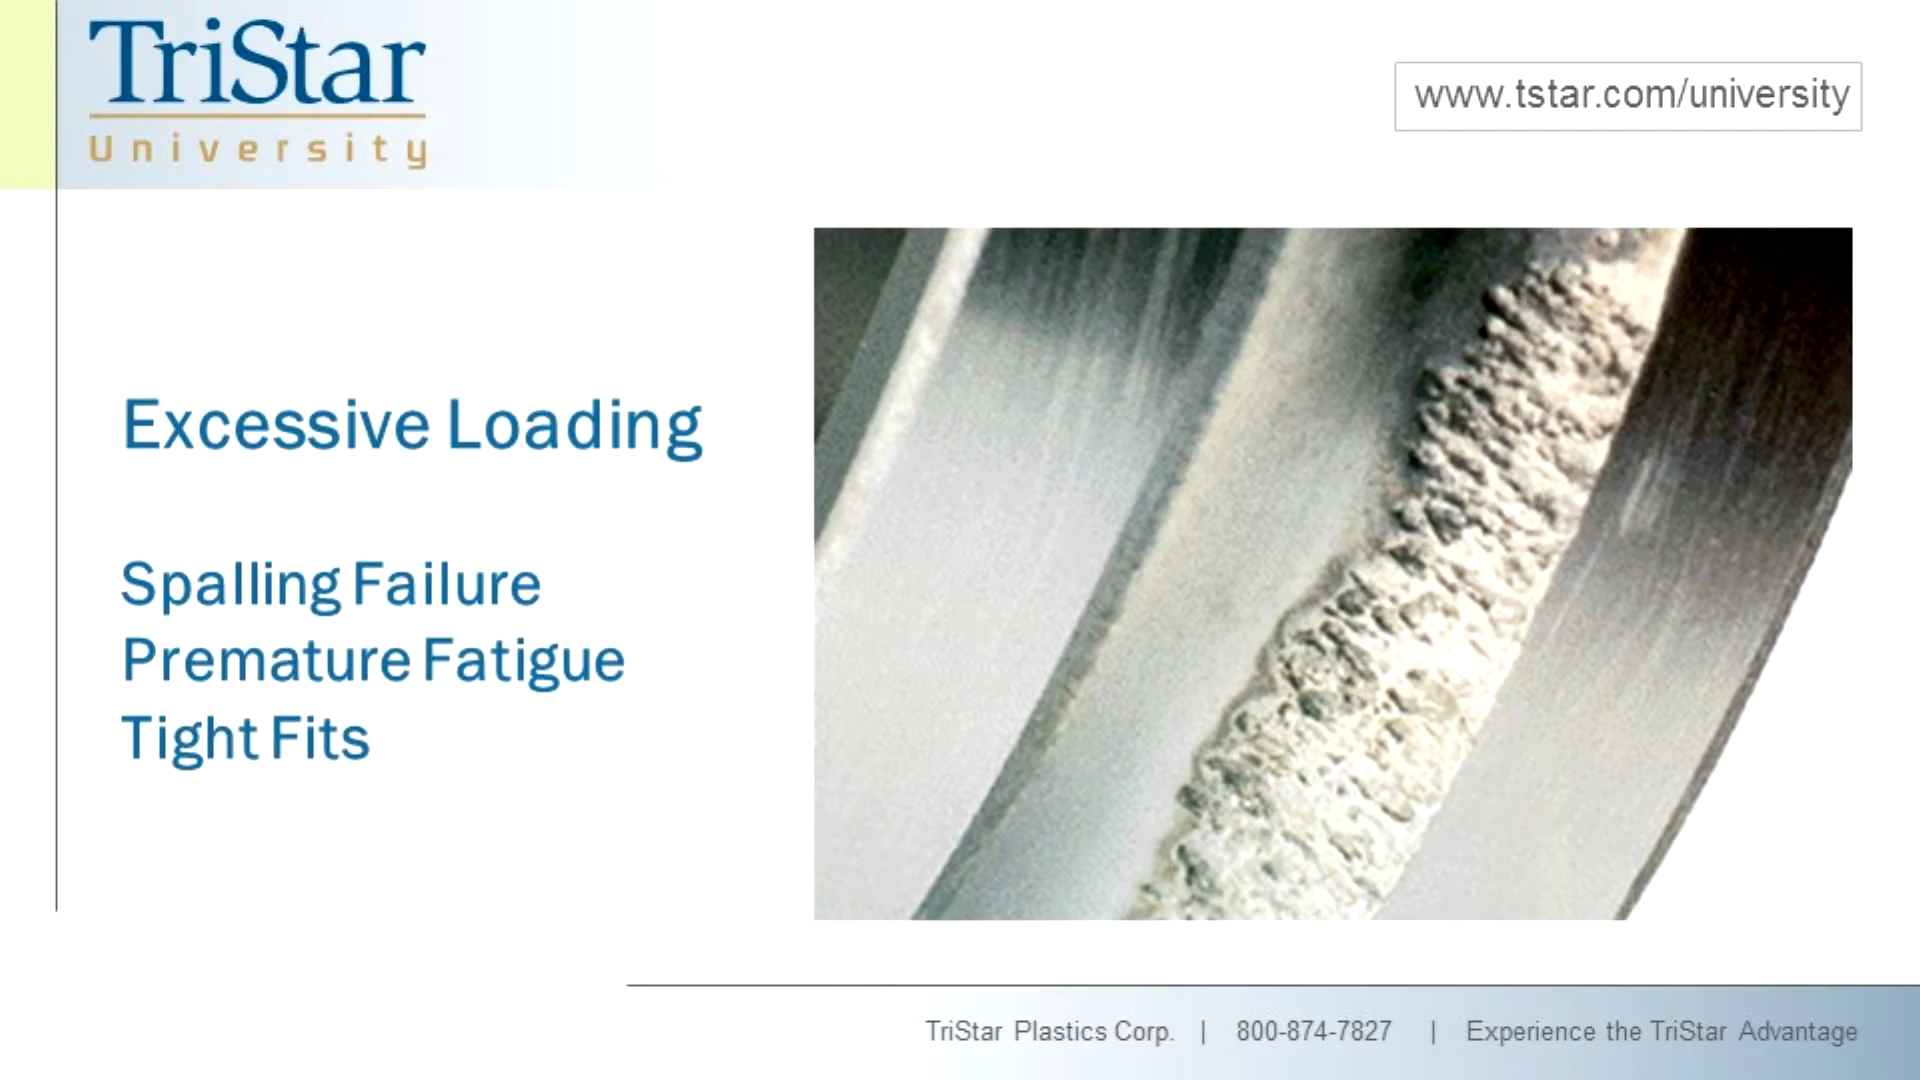 TriStar
University
www.tstar.com/university
Excessive Loading
Spalling Failure
Premature Fatigue
Tight Fits
TriStar Plastics Corp. | 800-874-7827 | Experience the TriStar Advantage